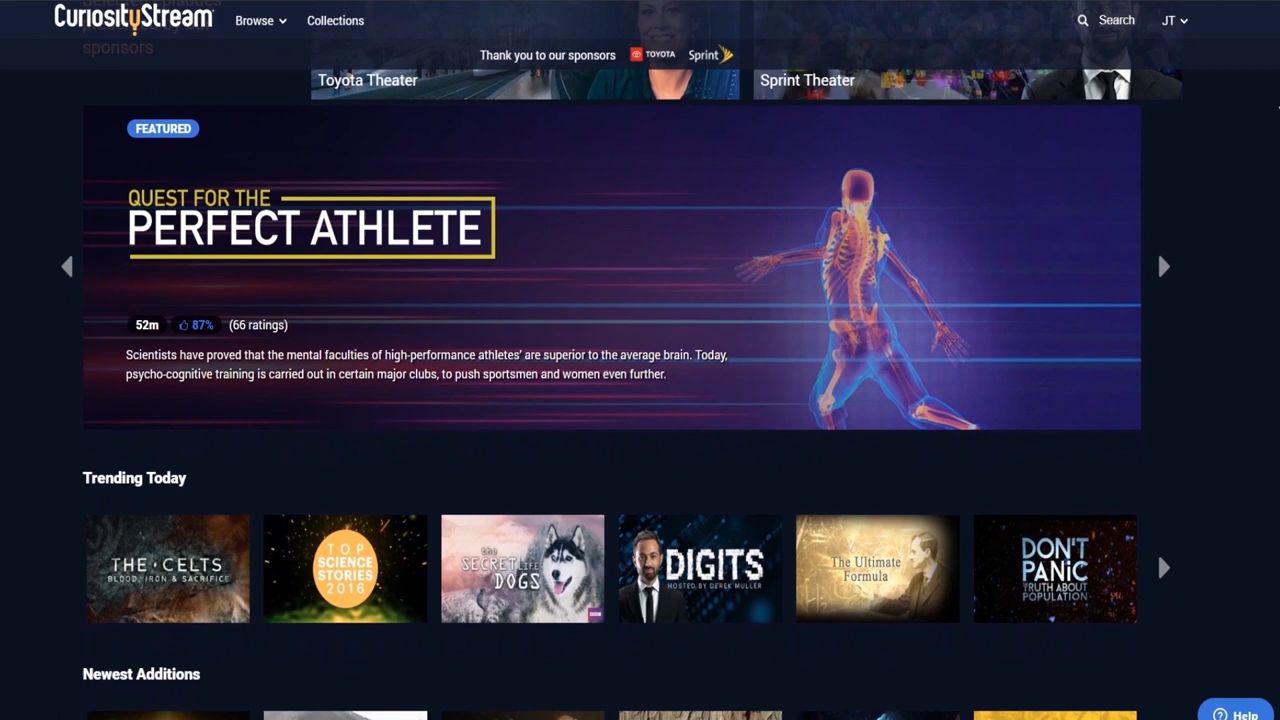 CuriosityStream
Browse
Collections
Search
JT
sponsors
Thank you to our sponsors
TOYOTA
Sprint
Toyota Theater
Sprint Theater
FEATURED
QUEST FOR THE
PERFECT ATHLETE
52m
87%
(66 ratings)
Scientists have proved that the mental faculties of high-performance athletes' are superior to the average brain. Today,
psycho-cognitive training is carried out in certain major clubs, to push sportsmen and women even further.
Trending Today
THE • CELTS
BLOOD, IRON & SACRIFICE
TOP
SCIENCE
STORIES
2016
the
SECRET LIFE
DOGS
BBC
DIGITS
HOSTED BY DEREK MULLER
The Ultimate
Formula
DON'T
PANiC
TRUTH ABOUT
POPULATION
Newest Additions
Help